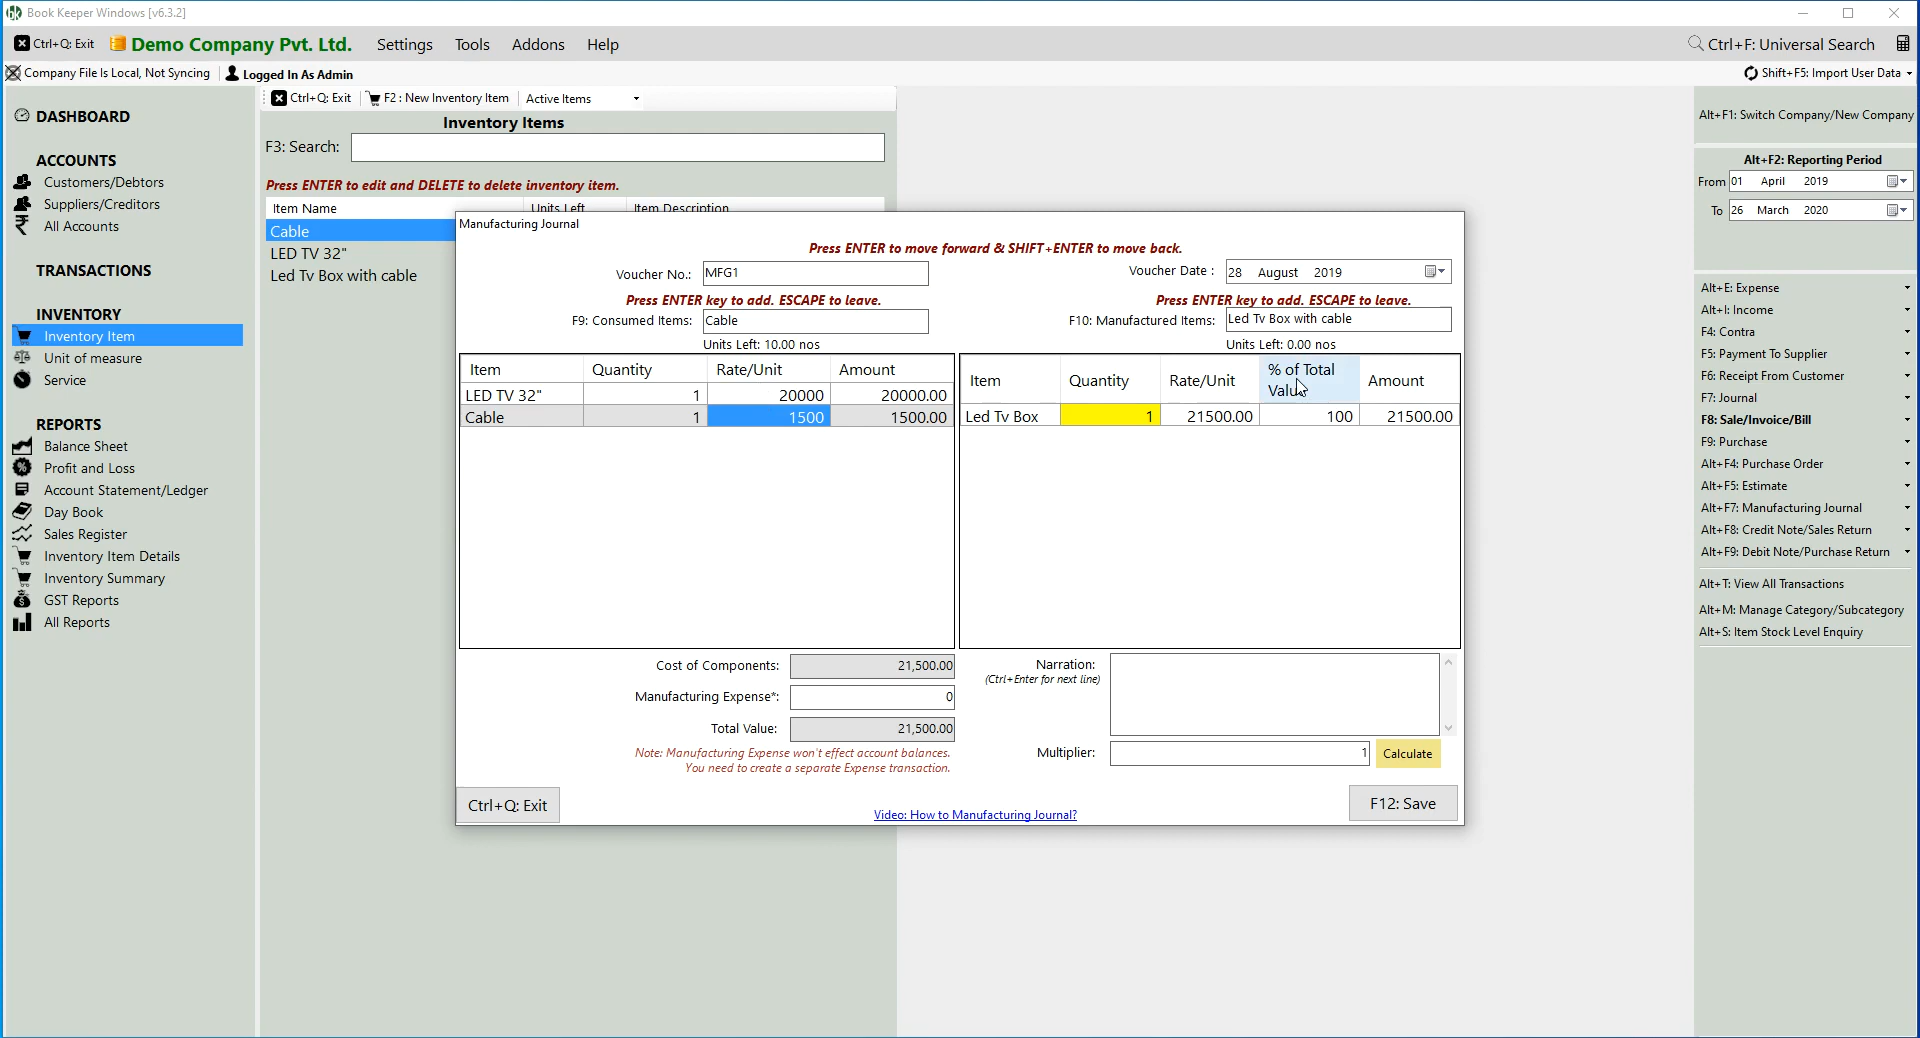 Book Keeper Windows [v6.3.2]
Ctrl+Q: Exit Demo Company Pvt. Ltd. Settings Tools Addons Help Ctrl+F: Universal Search
Company File Is Local, Not Syncing Logged In As Admin Shift+F5: Import User Data
DASHBOARD
ACCOUNTS
Customers/Debtors
Suppliers/Creditors
All Accounts
TRANSACTIONS
INVENTORY
Inventory Item
Unit of measure
Service
REPORTS
Balance Sheet
Profit and Loss
Account Statement/Ledger
Day Book
Sales Register
Inventory Item Details
Inventory Summary
GST Reports
All Reports
Ctrl+Q: Exit F2 : New Inventory Item Active Items
Inventory Items
F3: Search:
Press ENTER to edit and DELETE to delete inventory item.
Item Name Units Left Item Description
Cable
LED TV 32"
Led Tv Box with cable
Manufacturing Journal
Press ENTER to move forward & SHIFT+ENTER to move back.
Voucher No.: MFG1 Voucher Date : 28 August 2019
Press ENTER key to add. ESCAPE to leave. Press ENTER key to add. ESCAPE to leave.
F9: Consumed Items: Cable F10: Manufactured Items: Led Tv Box with cable
Units Left: 10.00 nos Units Left: 0.00 nos
Item Quantity Rate/Unit Amount
LED TV 32" 1 20000 20000.00
Cable 1 1500 1500.00
Item Quantity Rate/Unit % of Total Value Amount
Led Tv Box 1 21500.00 100 21500.00
Cost of Components: 21,500.00
Manufacturing Expense*: 0
Total Value: 21,500.00
Note: Manufacturing Expense won't effect account balances.
You need to create a separate Expense transaction.
Narration:
(Ctrl+Enter for next line)
Multiplier: 1 Calculate
Ctrl+Q: Exit Video: How to Manufacturing Journal? F12: Save
Alt+F1: Switch Company/New Company
Alt+F2: Reporting Period
From 01 April 2019
To 26 March 2020
Alt+E: Expense
Alt+I: Income
F4: Contra
F5: Payment To Supplier
F6: Receipt From Customer
F7: Journal
F8: Sale/Invoice/Bill
F9: Purchase
Alt+F4: Purchase Order
Alt+F5: Estimate
Alt+F7: Manufacturing Journal
Alt+F8: Credit Note/Sales Return
Alt+F9: Debit Note/Purchase Return
Alt+T: View All Transactions
Alt+M: Manage Category/Subcategory
Alt+S: Item Stock Level Enquiry